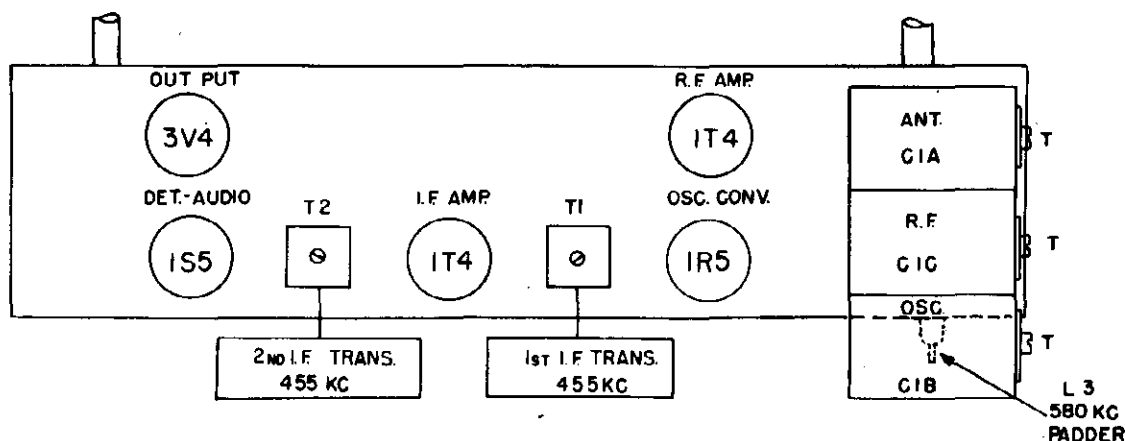 OUT PUT
R.F. AMP.
3V4
1T4
ANT.
C1A
T
DET.-AUDIO
T2
I.F. AMP.
T1
OSC. CONV.
R.F.
C1C
T
1S5
1T4
1R5
OSC.
T
2ND I.F. TRANS.
455 KC
1ST I.F. TRANS.
455KC
C1B
L 3
580 KC
PADDER